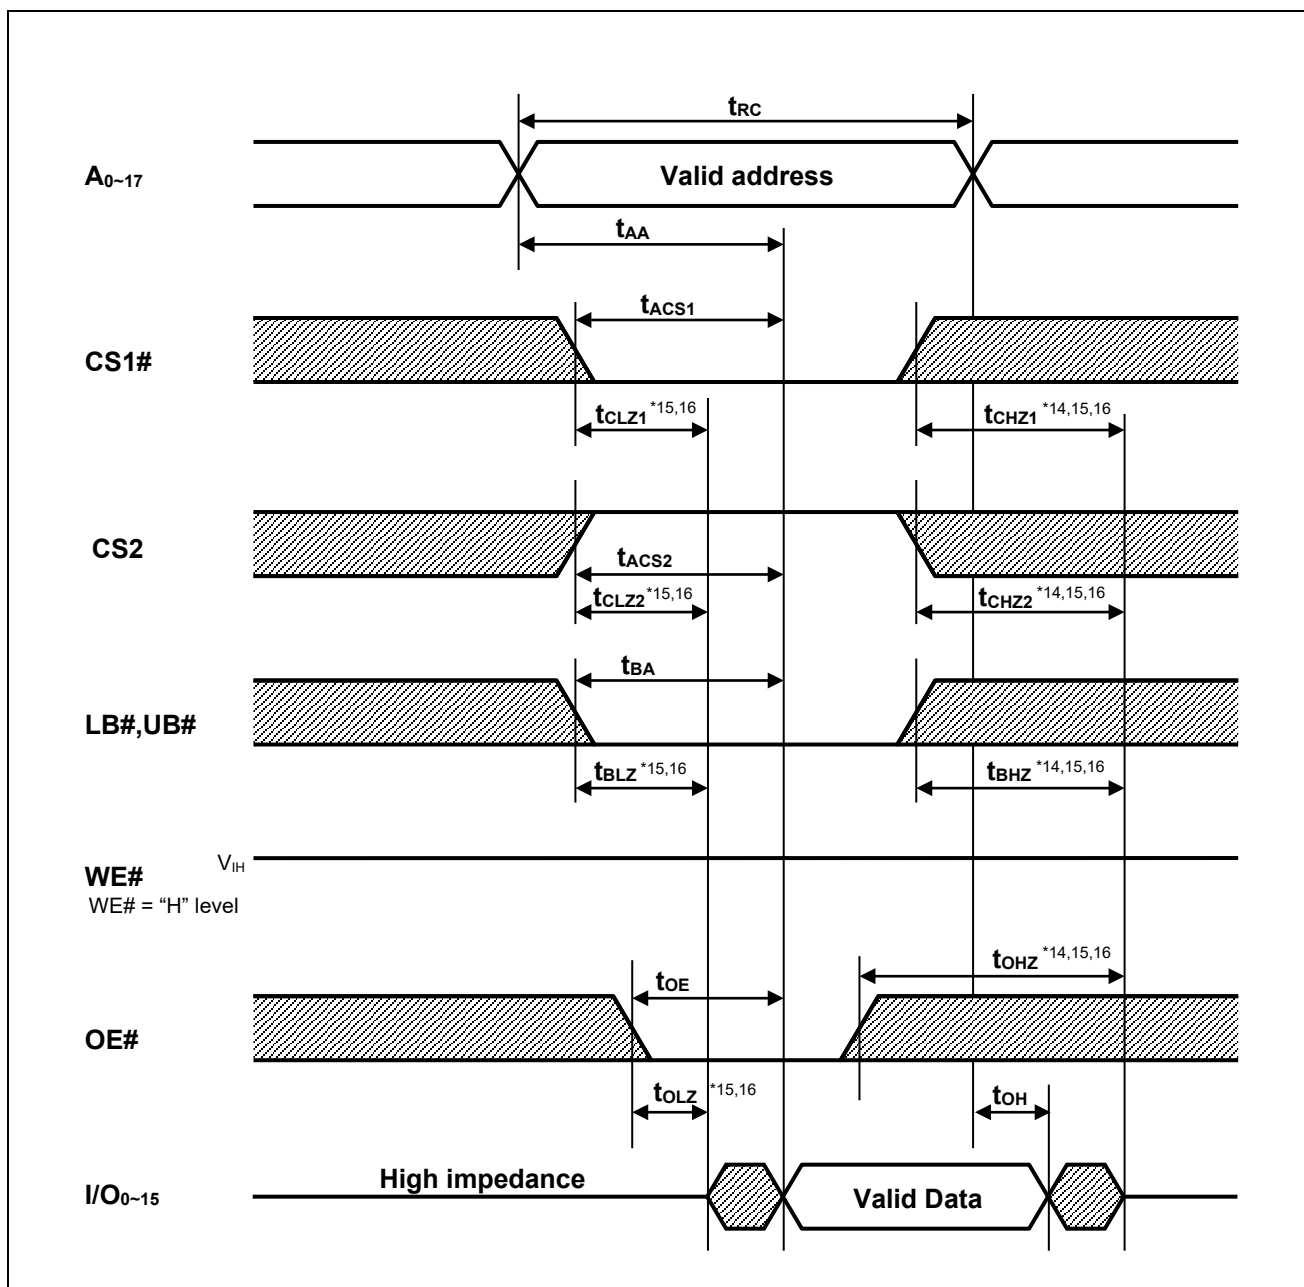 tRC
A0~17
Valid address
tAA
tACS1
CS1#
tCLZ1 *15,16
tCHZ1 *14,15,16
CS2
tACS2
tCLZ2 *15,16
tCHZ2 *14,15,16
tBA
LB#,UB#
tBLZ *15,16
tBHZ *14,15,16
VIH
WE#
WE# = “H” level
tOHZ *14,15,16
tOE
OE#
tOLZ *15,16
tOH
High impedance
I/O0~15
Valid Data